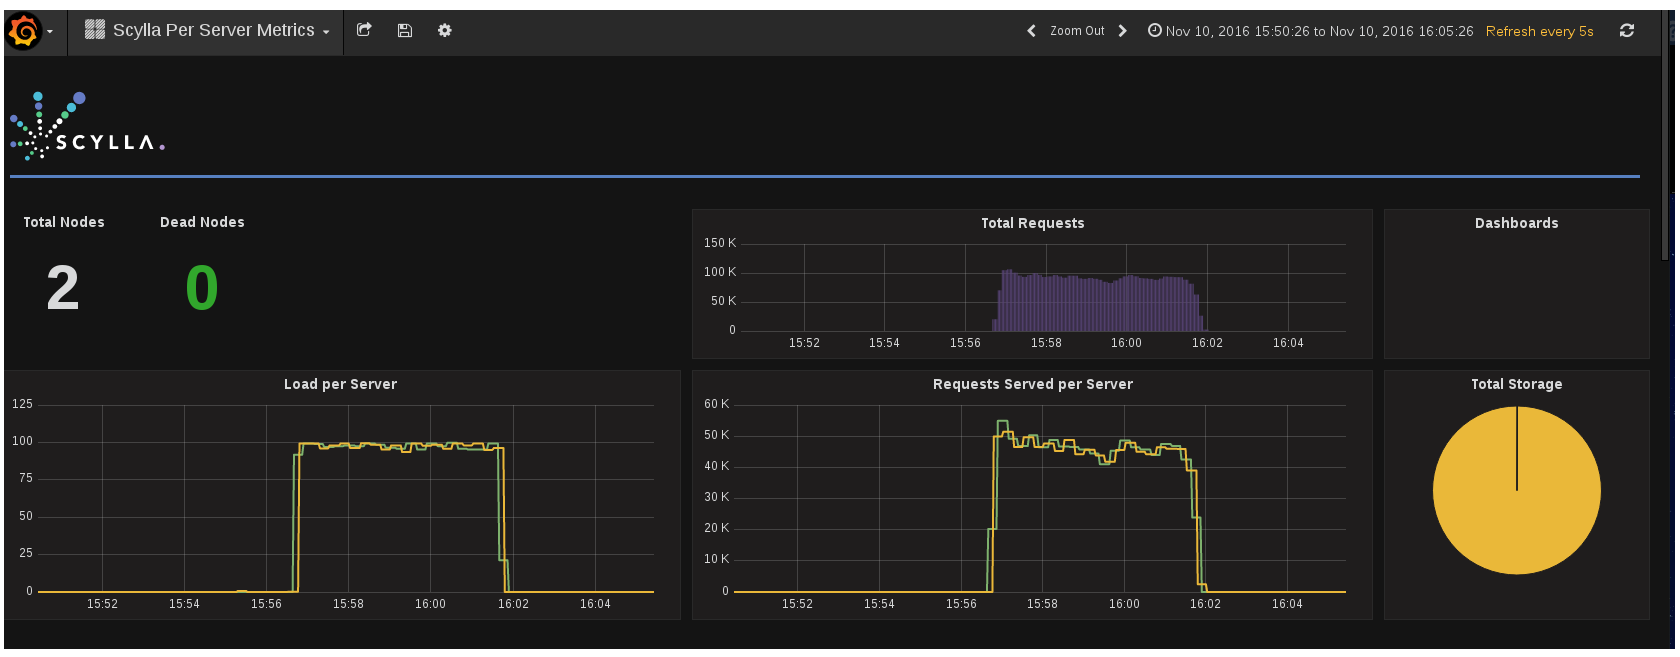 Scylla Per Server Metrics
Zoom Out
Nov 10, 2016 15:50:26 to Nov 10, 2016 16:05:26
Refresh every 5s
SCYLLA.
Total Nodes
2
Dead Nodes
0
Total Requests
150 K
100 K
50 K
0
15:52 15:54 15:56 15:58 16:00 16:02 16:04
Dashboards
Load per Server
125
100
75
50
25
0
15:52 15:54 15:56 15:58 16:00 16:02 16:04
Requests Served per Server
60 K
50 K
40 K
30 K
20 K
10 K
0
15:52 15:54 15:56 15:58 16:00 16:02 16:04
Total Storage